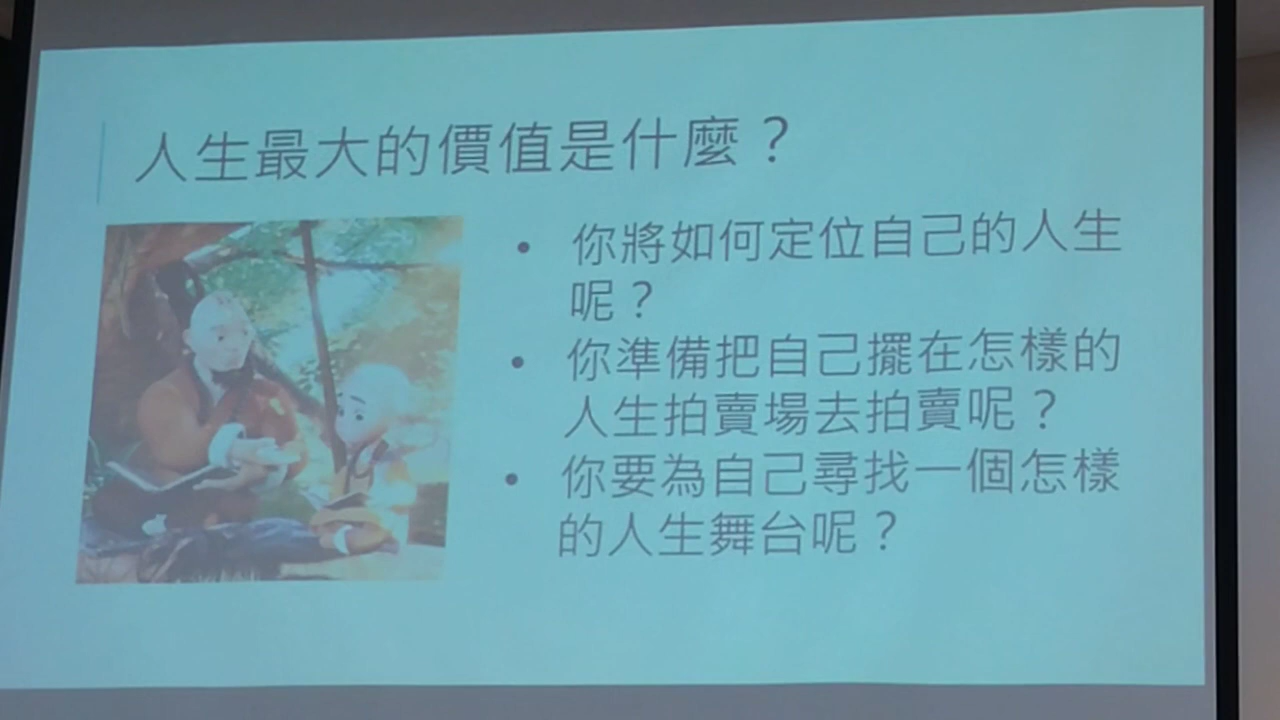 人生最大的價值是什麼？
• 你將如何定位自己的人生
呢？
• 你準備把自己擺在怎樣的
人生拍賣場去拍賣呢？
• 你要為自己尋找一個怎樣
的人生舞台呢？